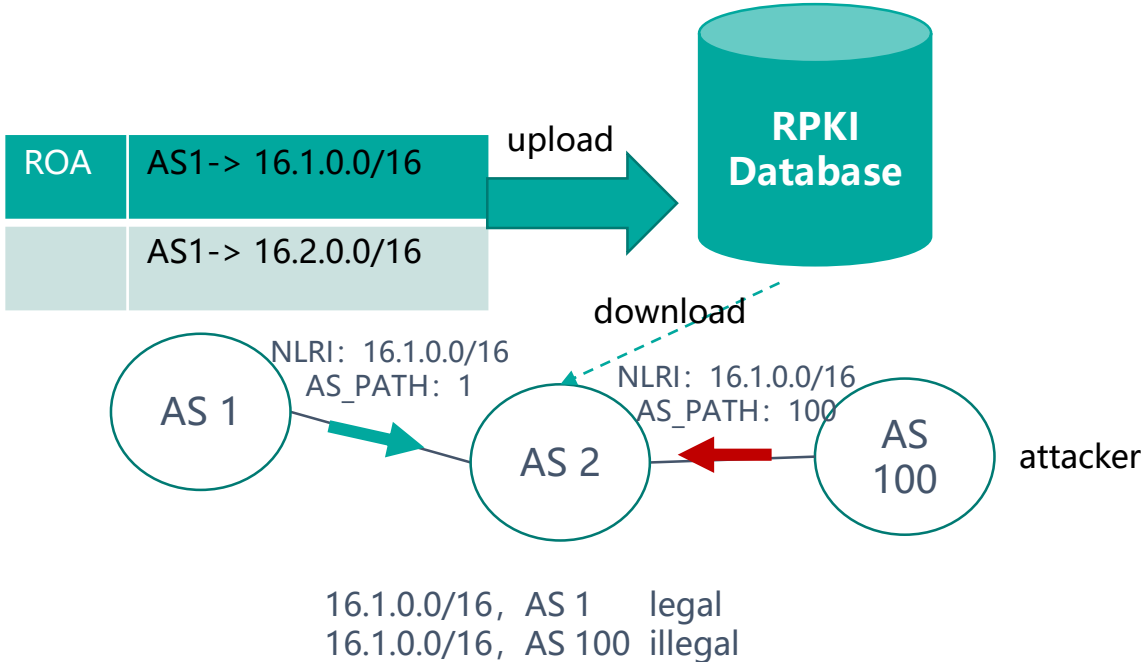 RPKI
Database
upload
ROA AS1-> 16.1.0.0/16
AS1-> 16.2.0.0/16
download
NLRI：16.1.0.0/16
AS_PATH：1
NLRI：16.1.0.0/16
AS_PATH：100
AS 1
AS 2
AS
100
attacker
16.1.0.0/16，AS 1 legal
16.1.0.0/16，AS 100 illegal